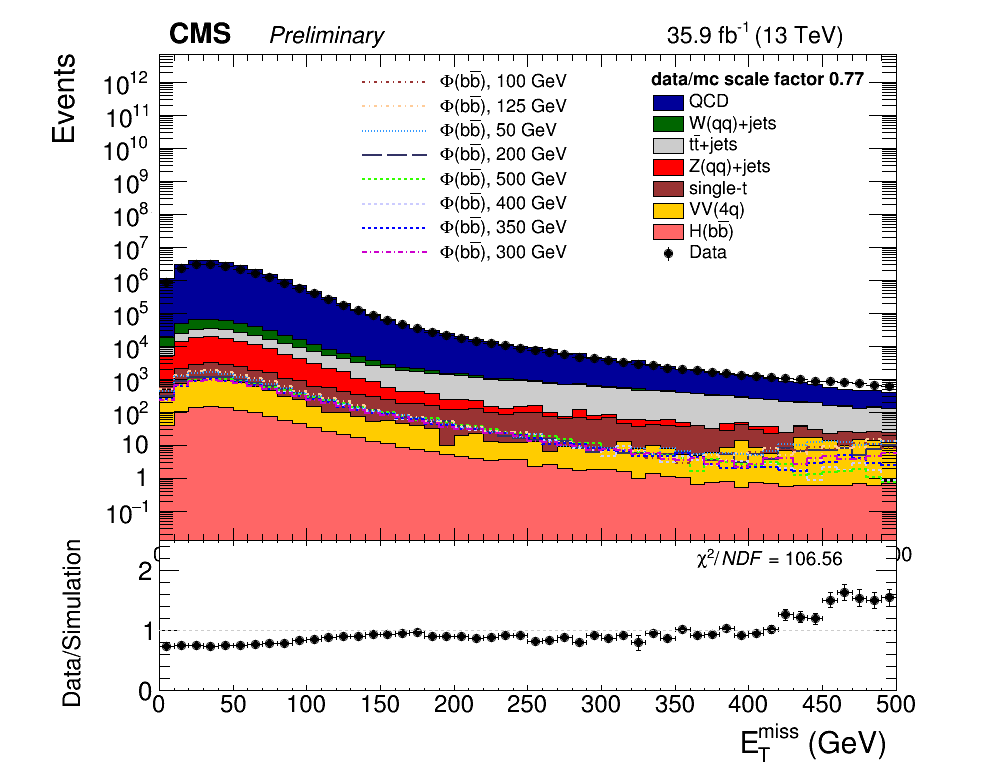 CMS Preliminary 35.9 fb⁻¹ (13 TeV)
Events
10¹²
10¹¹
10¹⁰
10⁹
10⁸
10⁷
10⁶
10⁵
10⁴
10³
10²
10
1
10⁻¹
Φ(bb̅), 100 GeV
Φ(bb̅), 125 GeV
Φ(bb̅), 50 GeV
Φ(bb̅), 200 GeV
Φ(bb̅), 500 GeV
Φ(bb̅), 400 GeV
Φ(bb̅), 350 GeV
Φ(bb̅), 300 GeV
data/mc scale factor 0.77
QCD
W(qq)+jets
tt̅+jets
Z(qq)+jets
single-t
VV(4q)
H(bb̅)
Data
Data/Simulation
2
1
0
χ²/NDF = 106.56
0 50 100 150 200 250 300 350 400 450 500
E_T^miss (GeV)